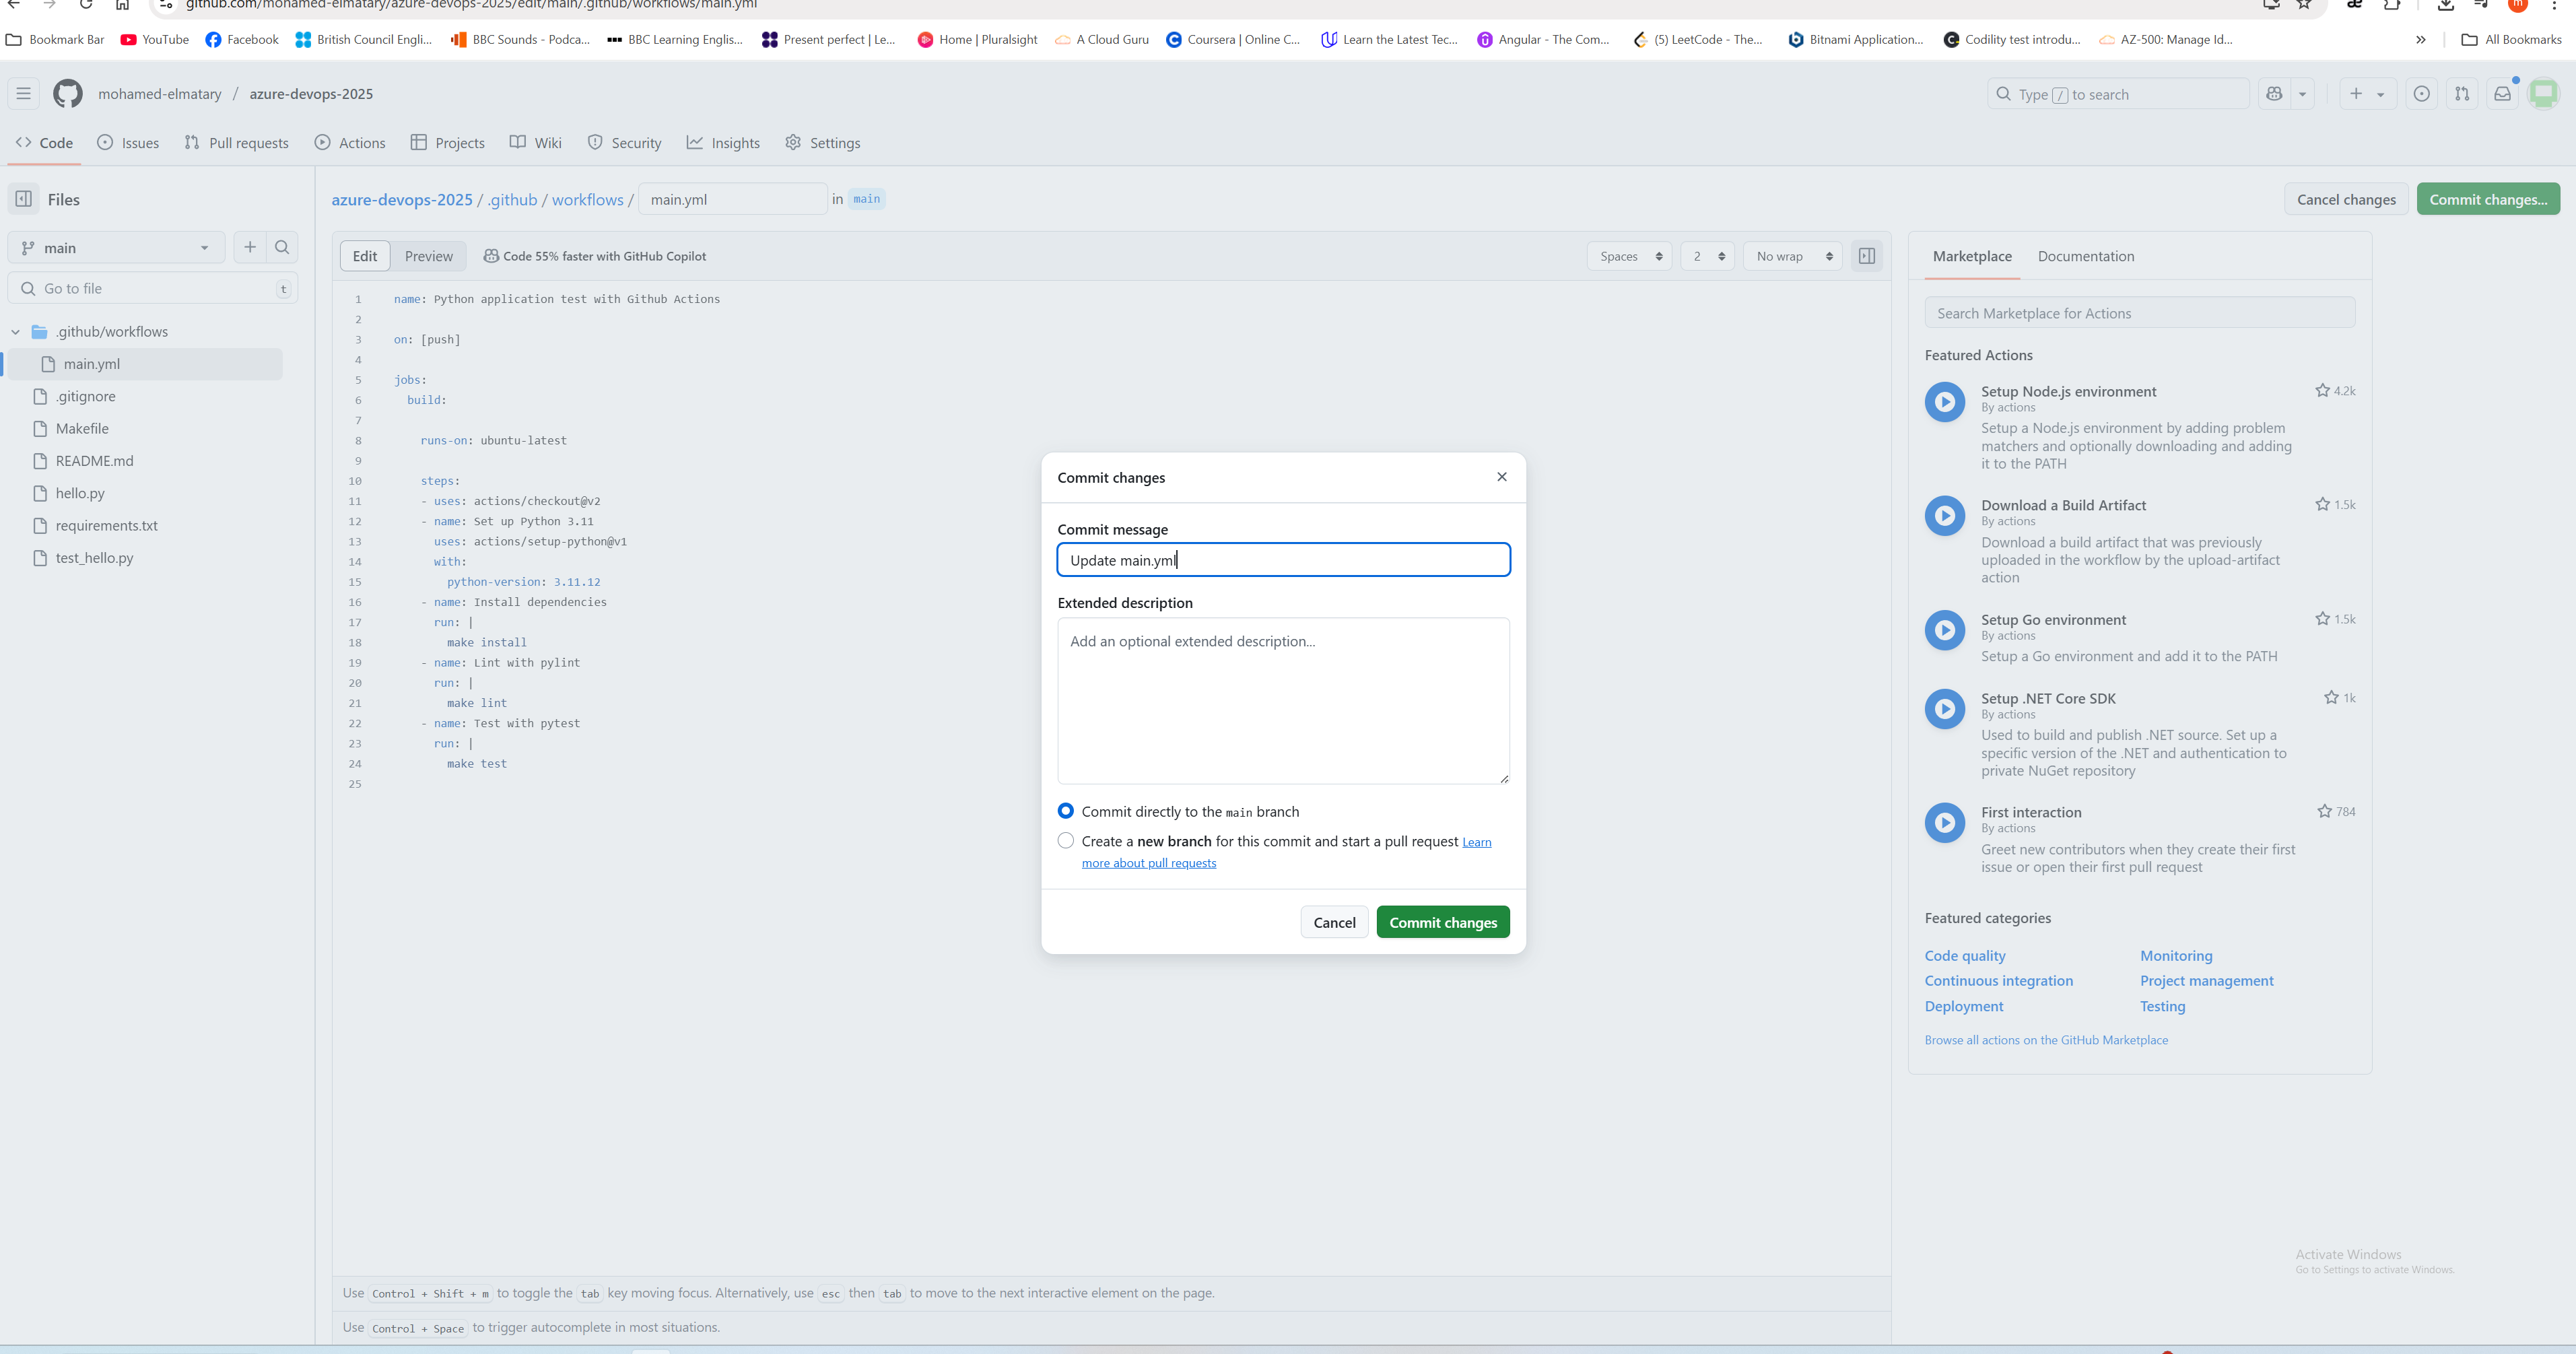 github.com/mohamed-elmatary/azure-devops-2025/edit/main/.github/workflows/main.yml
Bookmark Bar YouTube Facebook British Council Engli... BBC Sounds - Podca... BBC Learning Englis... Present perfect | Le... Home | Pluralsight A Cloud Guru Coursera | Online C... Learn the Latest Tec... Angular - The Com... (5) LeetCode - The... Bitnami Application... Codility test introdu... AZ-500: Manage Id... » All Bookmarks
mohamed-elmatary / azure-devops-2025 Type / to search
Code Issues Pull requests Actions Projects Wiki Security Insights Settings
Files
main
Go to file t
.github/workflows
main.yml
.gitignore
Makefile
README.md
hello.py
requirements.txt
test_hello.py
azure-devops-2025 / .github / workflows / main.yml in main Cancel changes Commit changes...
Edit Preview Code 55% faster with GitHub Copilot Spaces 2 No wrap
1 name: Python application test with Github Actions
2
3 on: [push]
4
5 jobs:
6 build:
7
8 runs-on: ubuntu-latest
9
10 steps:
11 - uses: actions/checkout@v2
12 - name: Set up Python 3.11
13 uses: actions/setup-python@v1
14 with:
15 python-version: 3.11.12
16 - name: Install dependencies
17 run: |
18 make install
19 - name: Lint with pylint
20 run: |
21 make lint
22 - name: Test with pytest
23 run: |
24 make test
25
Commit changes
Commit message
Update main.yml
Extended description
Add an optional extended description...
Commit directly to the main branch
Create a new branch for this commit and start a pull request Learn
more about pull requests
Cancel Commit changes
Marketplace Documentation
Search Marketplace for Actions
Featured Actions
Setup Node.js environment 4.2k
By actions
Setup a Node.js environment by adding problem
matchers and optionally downloading and adding
it to the PATH
Download a Build Artifact 1.5k
By actions
Download a build artifact that was previously
uploaded in the workflow by the upload-artifact
action
Setup Go environment 1.5k
By actions
Setup a Go environment and add it to the PATH
Setup .NET Core SDK 1k
By actions
Used to build and publish .NET source. Set up a
specific version of the .NET and authentication to
private NuGet repository
First interaction 784
By actions
Greet new contributors when they create their first
issue or open their first pull request
Featured categories
Code quality Monitoring
Continuous integration Project management
Deployment Testing
Browse all actions on the GitHub Marketplace
Activate Windows
Go to Settings to activate Windows.
Use Control + Shift + m to toggle the tab key moving focus. Alternatively, use esc then tab to move to the next interactive element on the page.
Use Control + Space to trigger autocomplete in most situations.